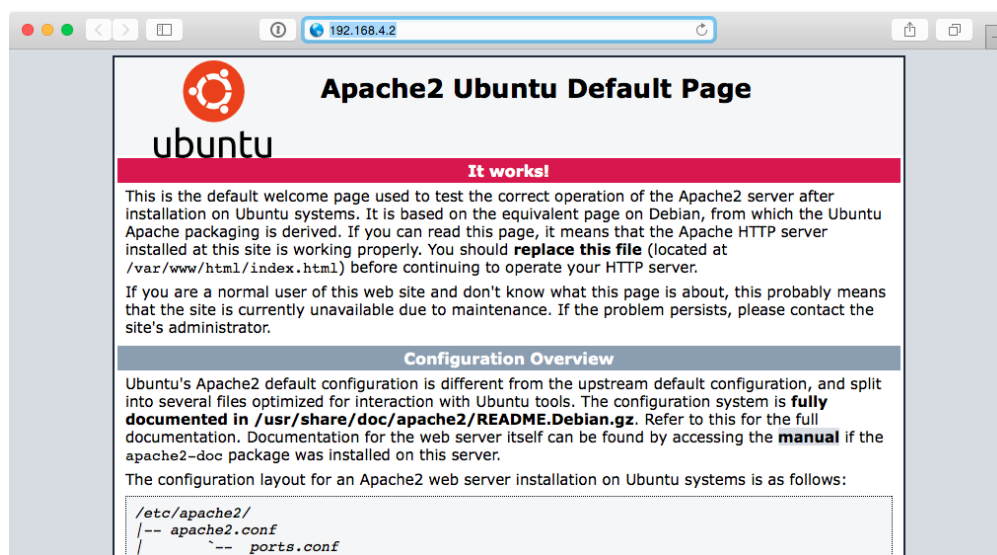 192.168.4.2
Apache2 Ubuntu Default Page
ubuntu
It works!
This is the default welcome page used to test the correct operation of the Apache2 server after
installation on Ubuntu systems. It is based on the equivalent page on Debian, from which the Ubuntu
Apache packaging is derived. If you can read this page, it means that the Apache HTTP server
installed at this site is working properly. You should replace this file (located at
/var/www/html/index.html) before continuing to operate your HTTP server.
If you are a normal user of this web site and don't know what this page is about, this probably means
that the site is currently unavailable due to maintenance. If the problem persists, please contact the
site's administrator.
Configuration Overview
Ubuntu's Apache2 default configuration is different from the upstream default configuration, and split
into several files optimized for interaction with Ubuntu tools. The configuration system is fully
documented in /usr/share/doc/apache2/README.Debian.gz. Refer to this for the full
documentation. Documentation for the web server itself can be found by accessing the manual if the
apache2-doc package was installed on this server.
The configuration layout for an Apache2 web server installation on Ubuntu systems is as follows:
/etc/apache2/
|-- apache2.conf
|       `--  ports.conf